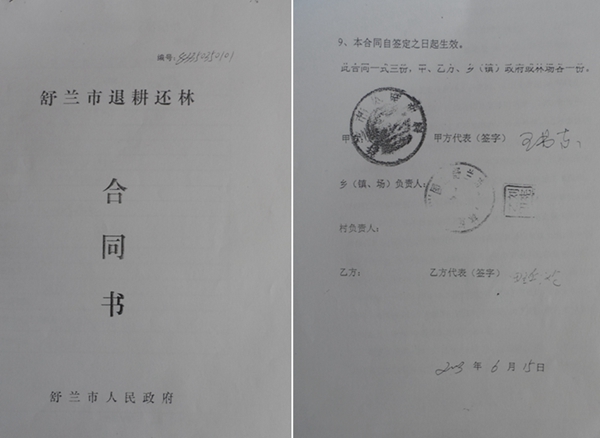 编号:
舒兰市退耕还林
合
同
书
舒兰市人民政府
9、本合同自签定之日起生效。
此合同一式三份，甲、乙方、乡（镇）政府或林场各一份。
甲
甲方代表（签字）
乡（镇、场）负责人:
村负责人:
乙方:
乙方代表（签字）
2003 年 6 月 15 日